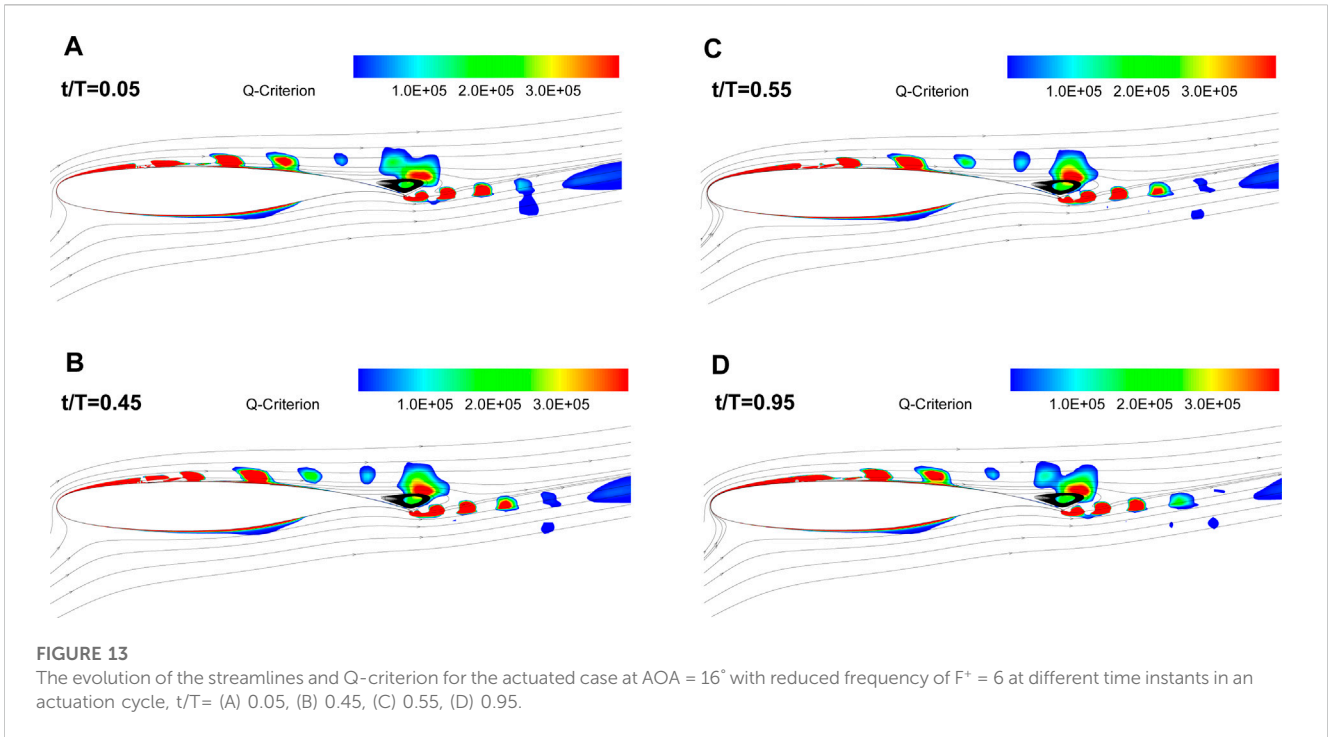 A
t/T=0.05
Q-Criterion
1.0E+05 2.0E+05 3.0E+05
C
t/T=0.55
Q-Criterion
1.0E+05 2.0E+05 3.0E+05
B
t/T=0.45
Q-Criterion
1.0E+05 2.0E+05 3.0E+05
D
t/T=0.95
Q-Criterion
1.0E+05 2.0E+05 3.0E+05
FIGURE 13
The evolution of the streamlines and Q-criterion for the actuated case at AOA = 16° with reduced frequency of F⁺ = 6 at different time instants in an
actuation cycle, t/T= (A) 0.05, (B) 0.45, (C) 0.55, (D) 0.95.